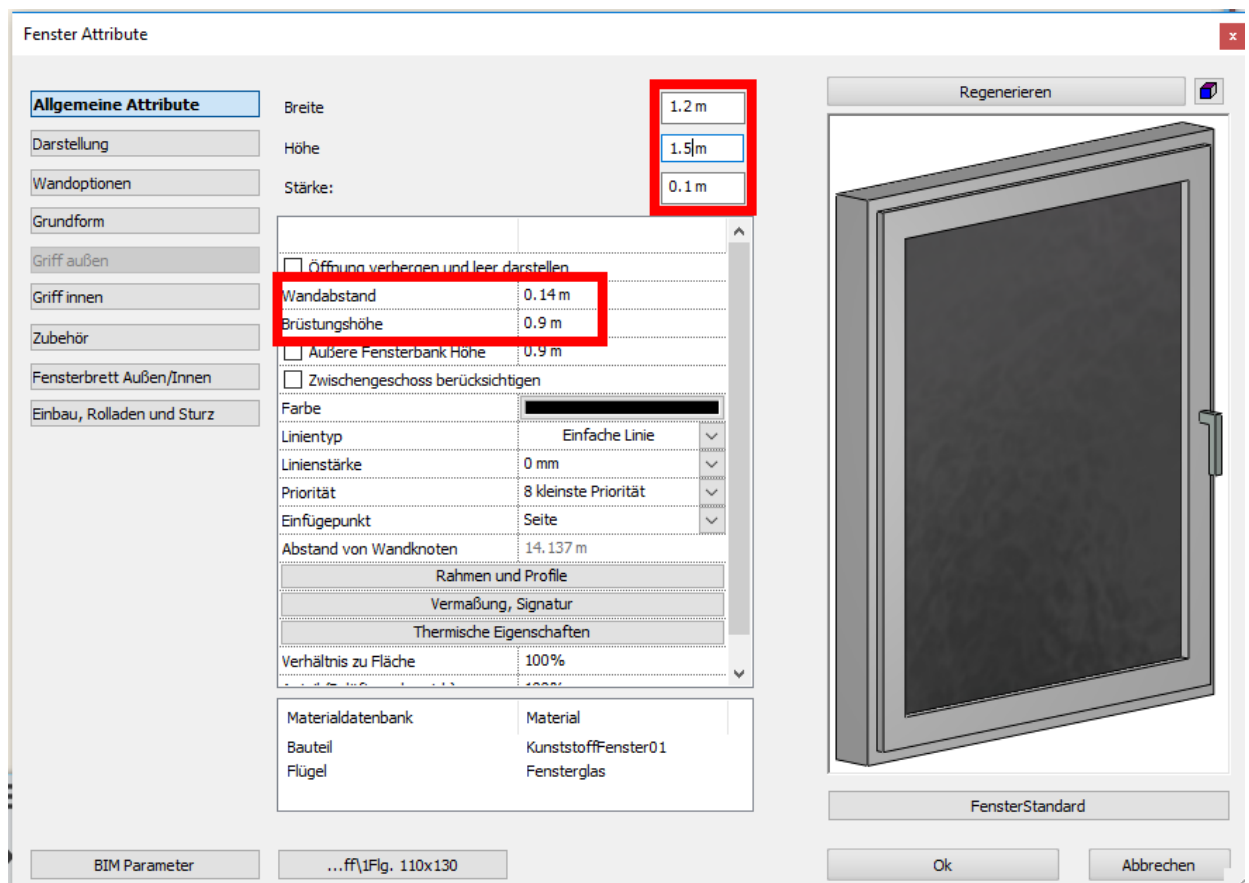 Fenster Attribute
x
Allgemeine Attribute
Darstellung
Wandoptionen
Grundform
Griff außen
Griff innen
Zubehör
Fensterbrett Außen/Innen
Einbau, Rolladen und Sturz
Breite 1.2 m
Höhe 1.5 m
Stärke: 0.1 m
Öffnung verbergen und leer darstellen
Wandabstand 0.14 m
Brüstungshöhe 0.9 m
Äußere Fensterbank Höhe 0.9 m
Zwischengeschoss berücksichtigen
Farbe
Linientyp Einfache Linie
Linienstärke 0 mm
Priorität 8 kleinste Priorität
Einfügepunkt Seite
Abstand von Wandknoten 14.137 m
Rahmen und Profile
Vermaßung, Signatur
Thermische Eigenschaften
Verhältnis zu Fläche 100%
Materialdatenbank Material
Bauteil KunststoffFenster01
Flügel Fensterglas
Regenerieren
FensterStandard
BIM Parameter
...ff\1Flg. 110x130
Ok
Abbrechen